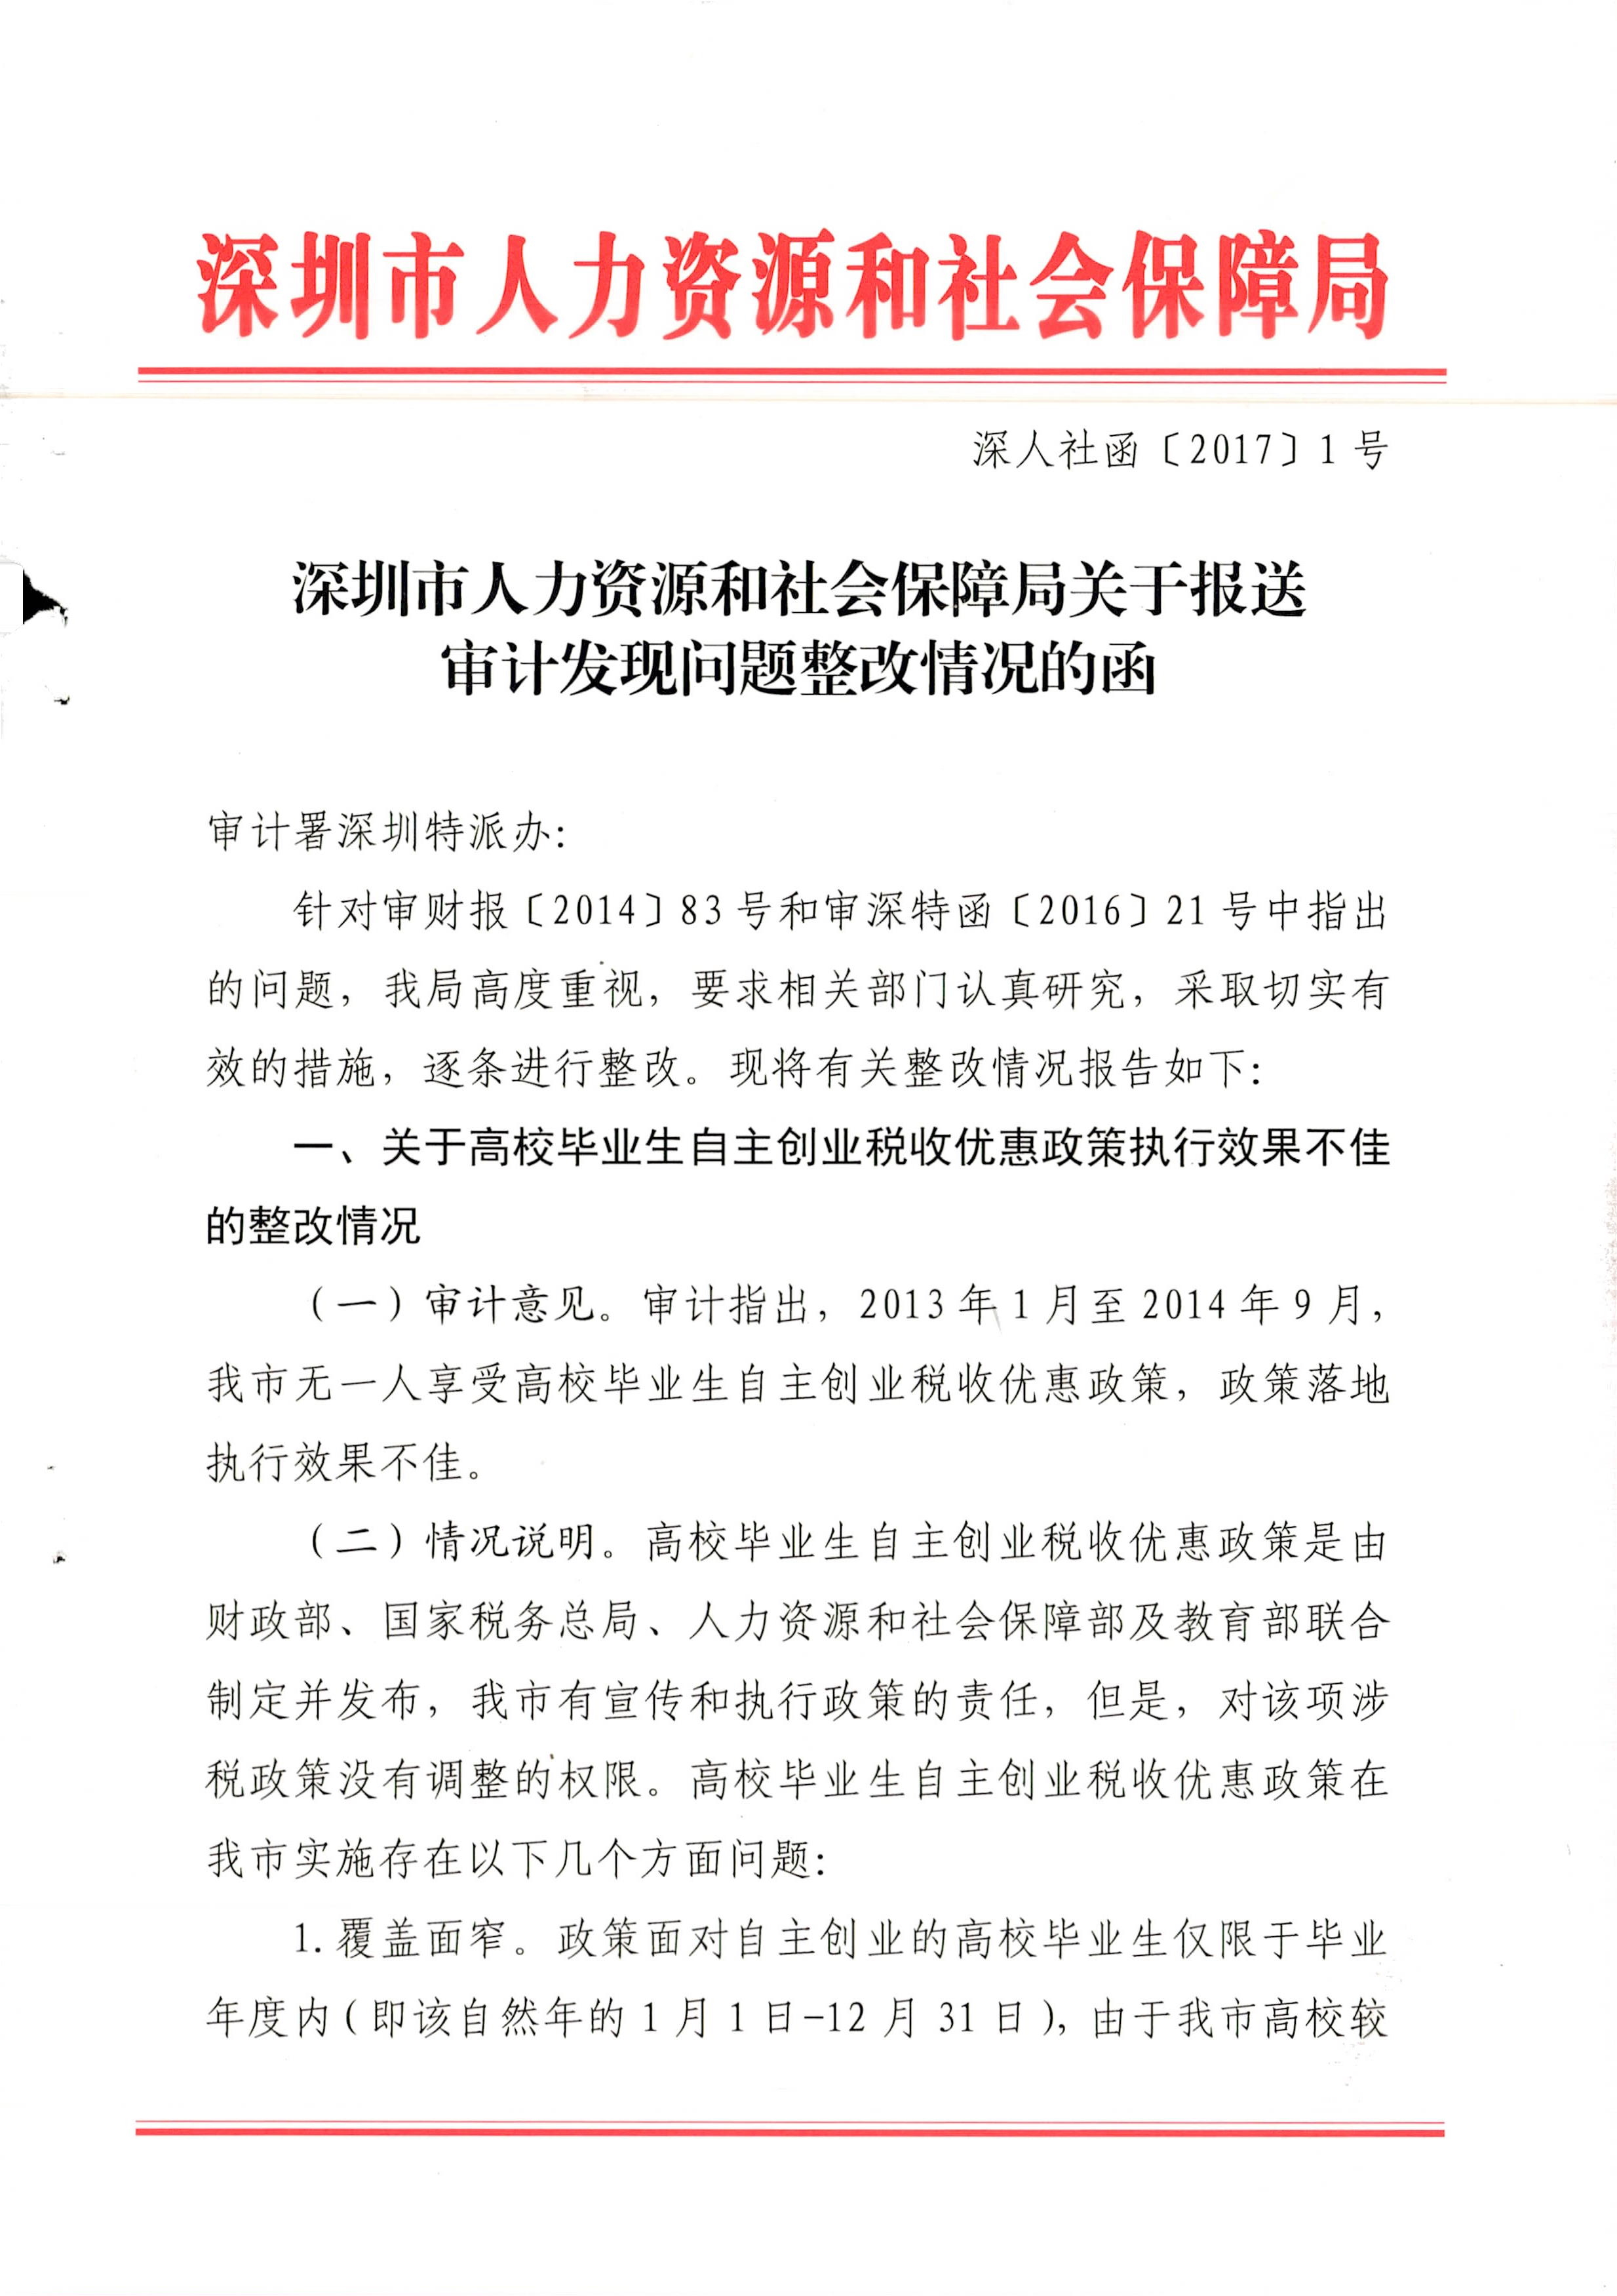 深圳市人力资源和社会保障局
深人社函〔2017〕1号
深圳市人力资源和社会保障局关于报送
审计发现问题整改情况的函
审计署深圳特派办：
针对审财报〔2014〕83号和审深特函〔2016〕21号中指出
的问题，我局高度重视，要求相关部门认真研究，采取切实有
效的措施，逐条进行整改。现将有关整改情况报告如下：
一、关于高校毕业生自主创业税收优惠政策执行效果不佳
的整改情况
（一）审计意见。审计指出，2013年1月至2014年9月，
我市无一人享受高校毕业生自主创业税收优惠政策，政策落地
执行效果不佳。
（二）情况说明。高校毕业生自主创业税收优惠政策是由
财政部、国家税务总局、人力资源和社会保障部及教育部联合
制定并发布，我市有宣传和执行政策的责任，但是，对该项涉
税政策没有调整的权限。高校毕业生自主创业税收优惠政策在
我市实施存在以下几个方面问题：
1.覆盖面窄。政策面对自主创业的高校毕业生仅限于毕业
年度内（即该自然年的1月1日-12月31日），由于我市高校较